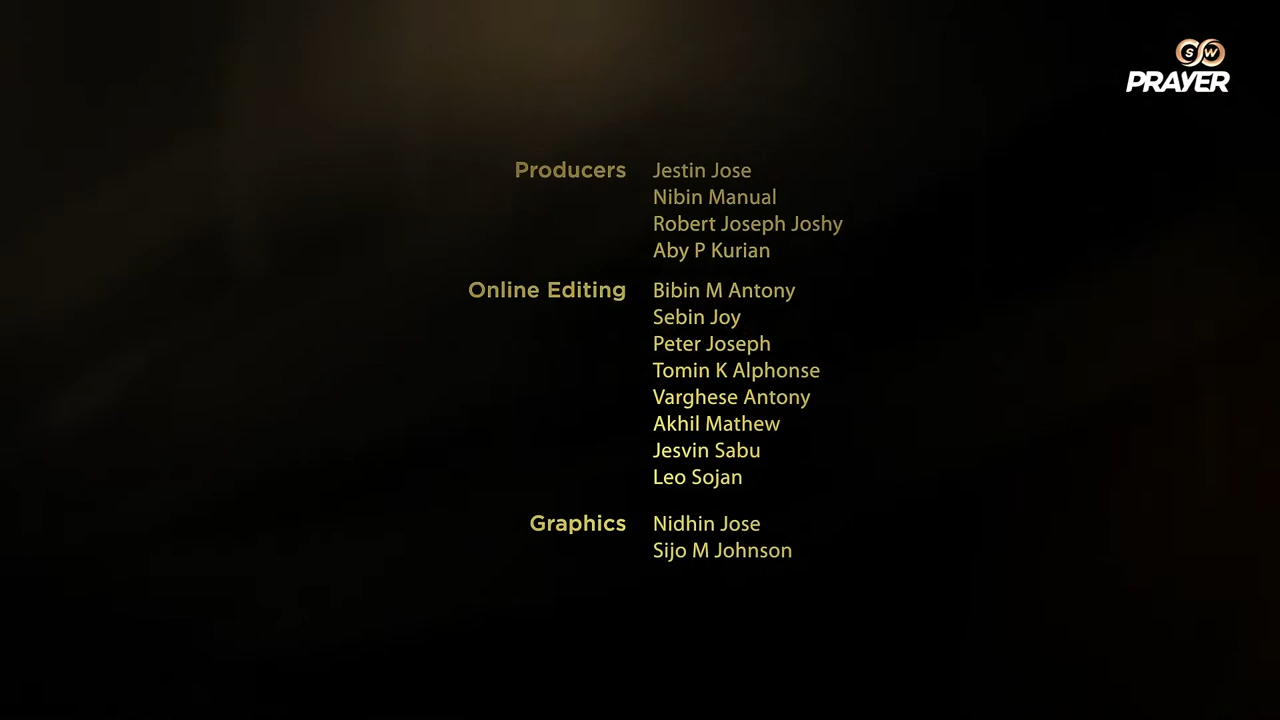 SW
PRAYER
Producers Jestin Jose
Nibin Manual
Robert Joseph Joshy
Aby P Kurian
Online Editing Bibin M Antony
Sebin Joy
Peter Joseph
Tomin K Alphonse
Varghese Antony
Akhil Mathew
Jesvin Sabu
Leo Sojan
Graphics Nidhin Jose
Sijo M Johnson